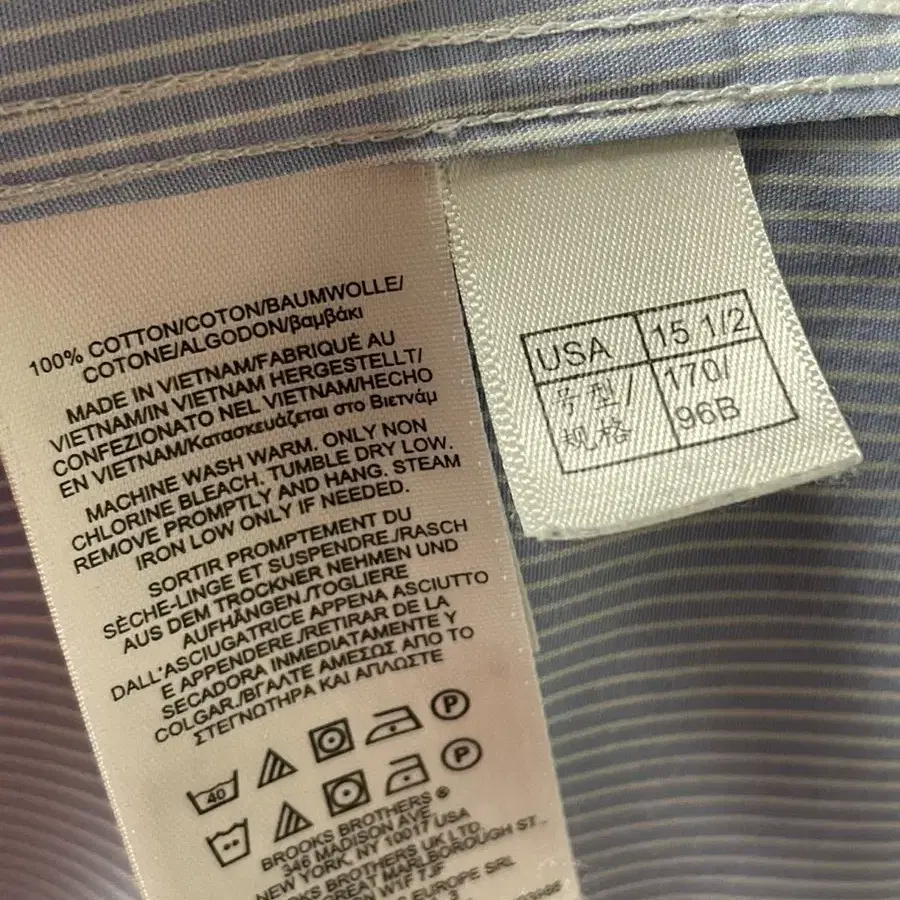 100% COTTON/COTON/BAUMWOLLE/
COTONE/ALGODON/βαμβάκι
MADE IN VIETNAM/FABRIQUÉ AU
VIETNAM/IN VIETNAM HERGESTELLT/
CONFEZIONATO NEL VIETNAM/HECHO
EN VIETNAM/Κατασκευάζεται στο Βιετνάμ
MACHINE WASH WARM. ONLY NON
CHLORINE BLEACH. TUMBLE DRY LOW.
REMOVE PROMPTLY AND HANG. STEAM
IRON LOW ONLY IF NEEDED.
SORTIR PROMPTEMENT DU
SÈCHE-LINGE ET SUSPENDRE./RASCH
AUS DEM TROCKNER NEHMEN UND
AUFHÄNGEN./TOGLIERE
DALL'ASCIUGATRICE APPENA ASCIUTTO
E APPENDERE./RETIRAR DE LA
SECADORA INMEDIATAMENTE Y
COLGAR./ΒΓΑΛΤΕ ΑΜΕΣΩΣ ΑΠΟ ΤΟ
ΣΤΕΓΝΩΤΗΡΑ ΚΑΙ ΑΠΛΩΣΤΕ
40 P
P
BROOKS BROTHERS ®
346 MADISON AVE.
NEW YORK, NY 10017 USA
BROOKS BROTHERS UK LTD
GREAT MARLBOROUGH ST.
W1F 7JF
EUROPE SRL
USA 15 1/2
号型/ 170/
规格 96B